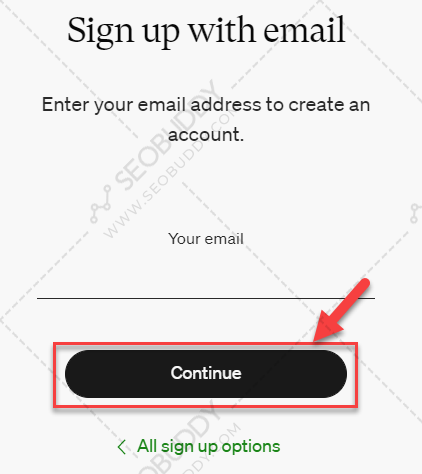 Sign up with email
Enter your email address to create an
account.
SEOBUDDY
WWW.SEOBUDDY.COM
Your email
Continue
All sign up options
SEOBUDDY